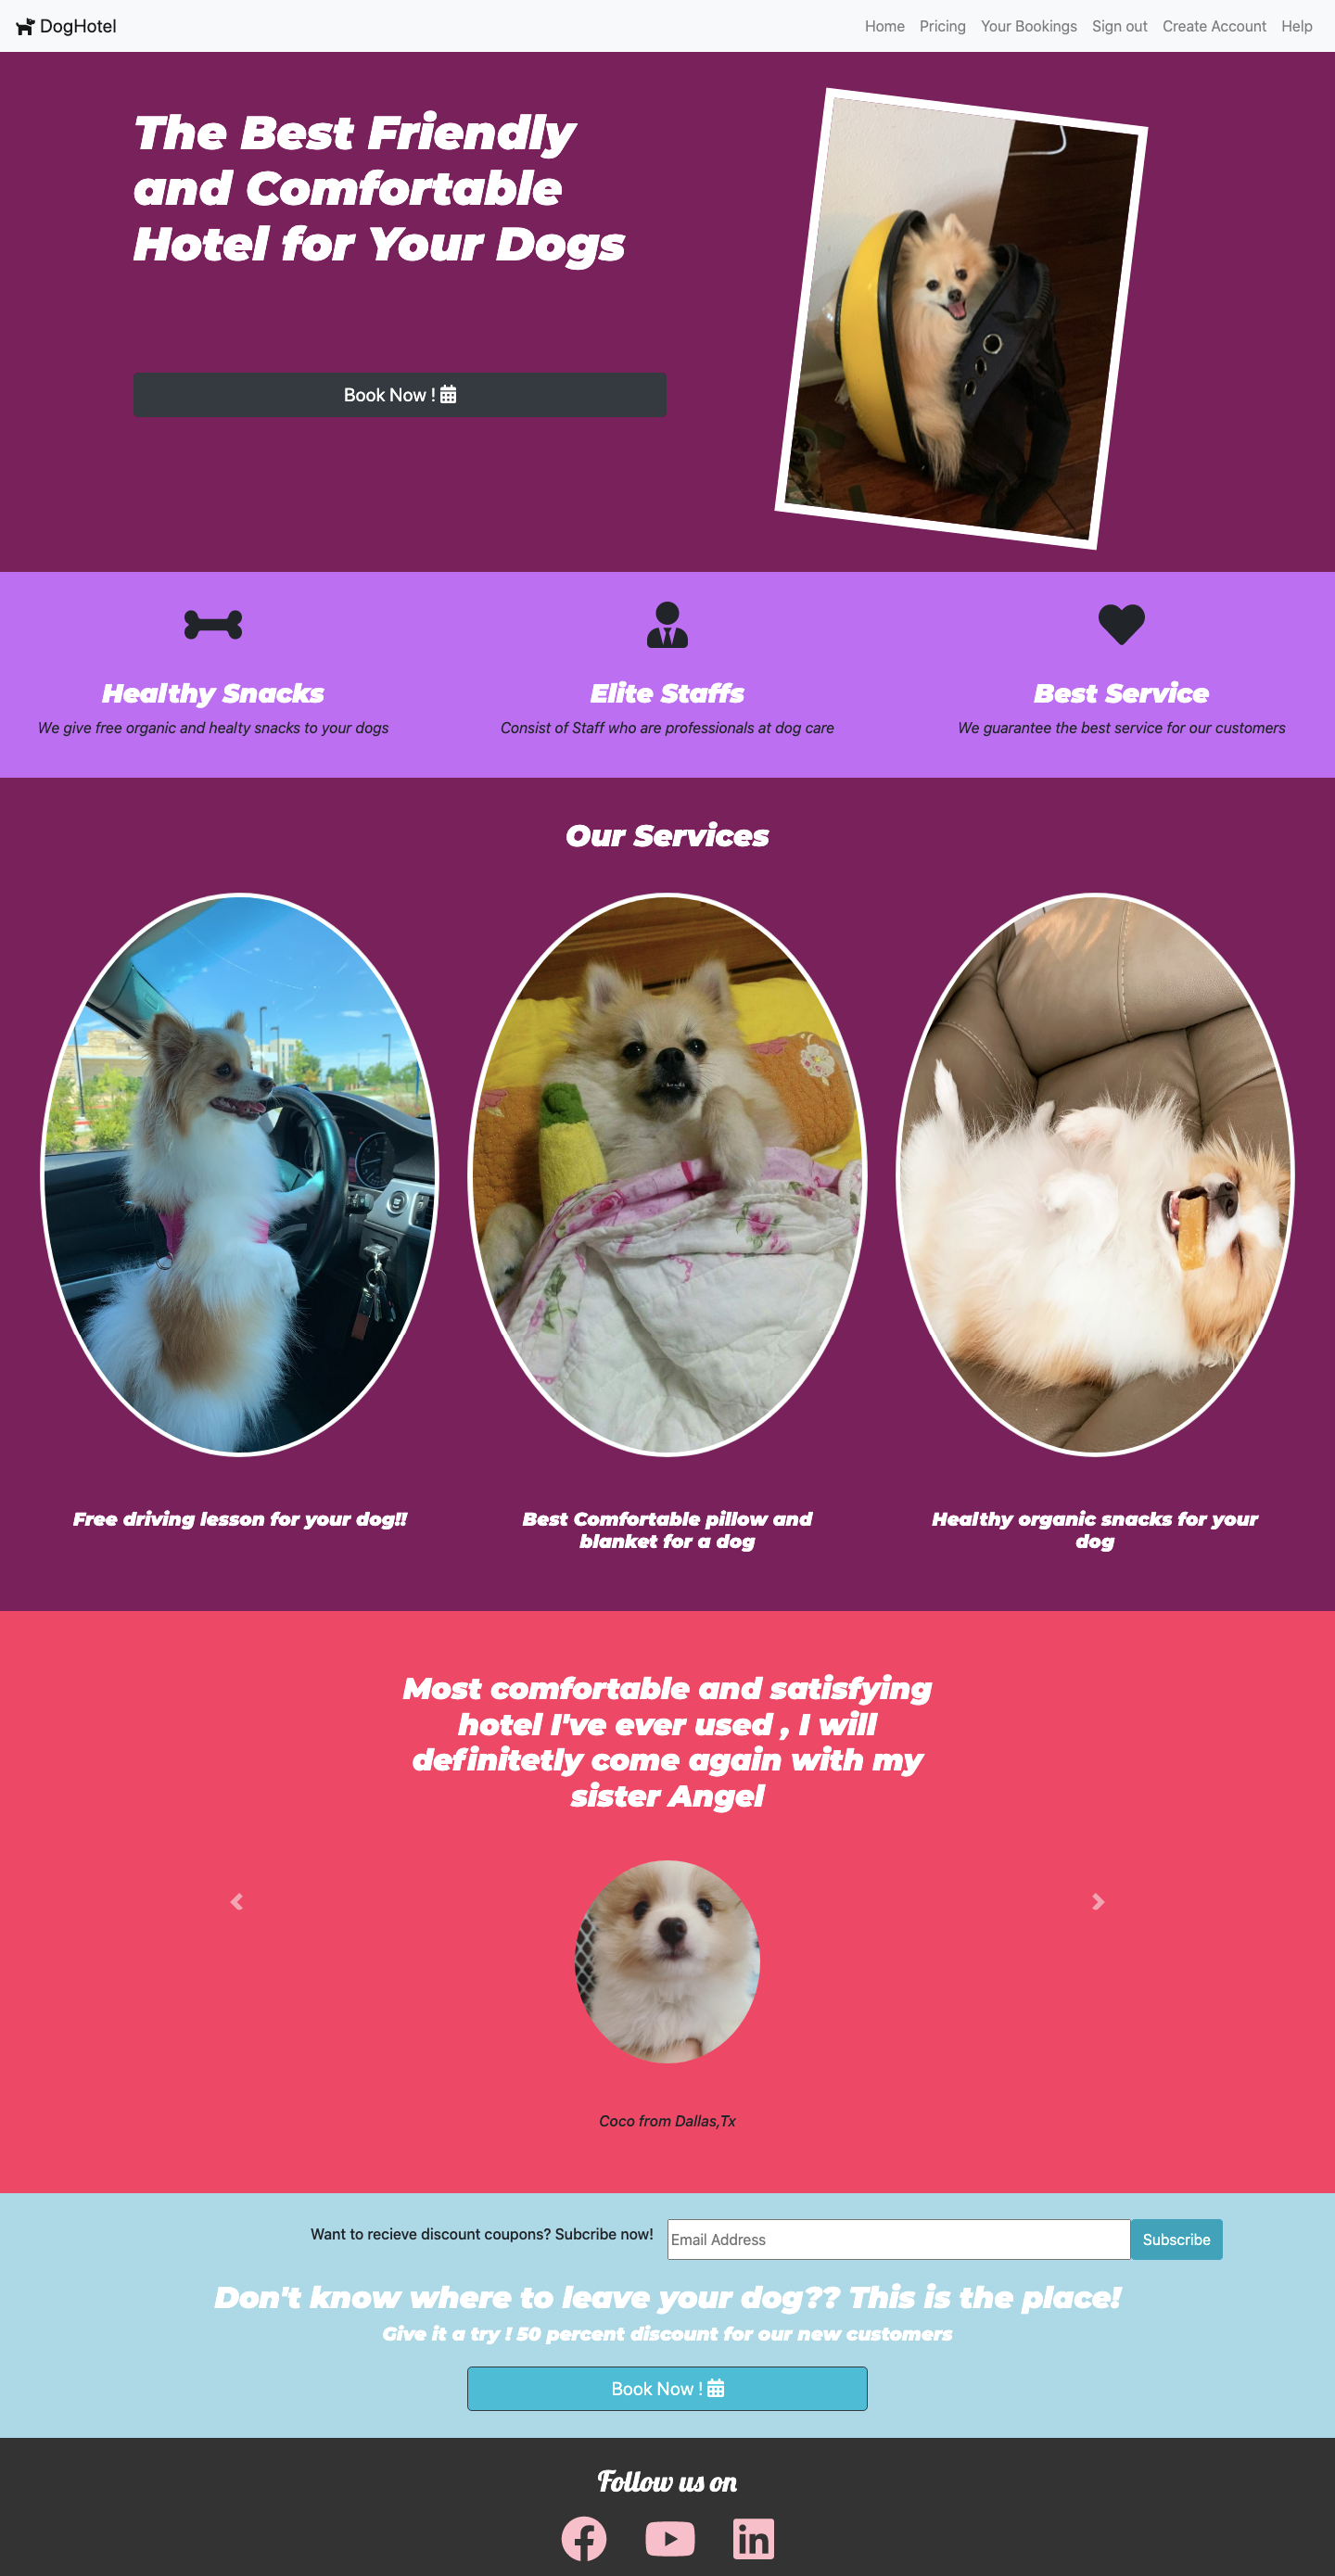 DogHotel
Home Pricing Your Bookings Sign out Create Account Help
The Best Friendly
and Comfortable
Hotel for Your Dogs
Book Now !
Healthy Snacks
We give free organic and healty snacks to your dogs
Elite Staffs
Consist of Staff who are professionals at dog care
Best Service
We guarantee the best service for our customers
Our Services
Free driving lesson for your dog!!
Best Comfortable pillow and
blanket for a dog
Healthy organic snacks for your
dog
Most comfortable and satisfying
hotel I've ever used , I will
definitetly come again with my
sister Angel
Coco from Dallas,Tx
Want to recieve discount coupons? Subcribe now!
Email Address
Subscribe
Don't know where to leave your dog?? This is the place!
Give it a try ! 50 percent discount for our new customers
Book Now !
Follow us on